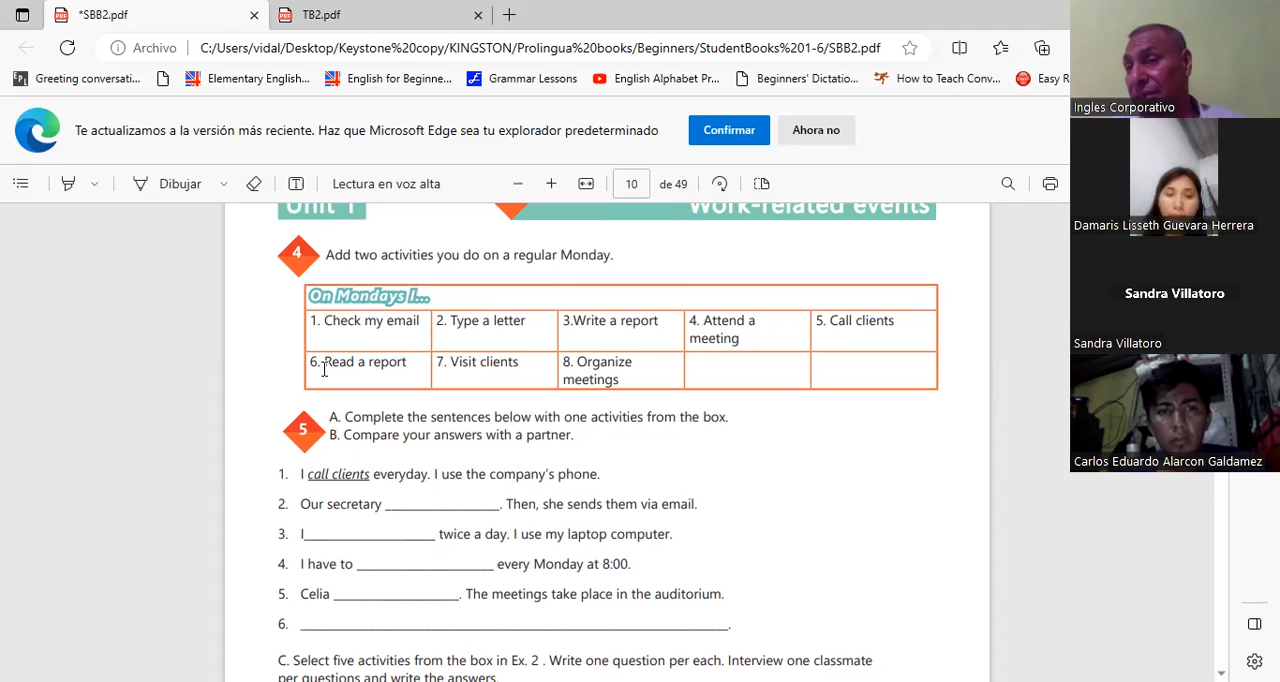 *SBB2.pdf
TB2.pdf
Archivo
C:/Users/vidal/Desktop/Keystone%20copy/KINGSTON/Prolingua%20books/Beginners/StudentBooks%201-6/SBB2.pdf
Greeting conversati...
Elementary English...
English for Beginne...
Grammar Lessons
English Alphabet Pr...
Beginners' Dictatio...
How to Teach Conv...
Easy R
Te actualizamos a la versión más reciente. Haz que Microsoft Edge sea tu explorador predeterminado
Confirmar
Ahora no
Dibujar
Lectura en voz alta
10
de 49
Unit 1
Work-related events
4
Add two activities you do on a regular Monday.
On Mondays I...
1. Check my email
2. Type a letter
3.Write a report
4. Attend a
meeting
5. Call clients
6. Read a report
7. Visit clients
8. Organize
meetings
5
A. Complete the sentences below with one activities from the box.
B. Compare your answers with a partner.
1. I call clients everyday. I use the company's phone.
2. Our secretary __________________. Then, she sends them via email.
3. I____________________ twice a day. I use my laptop computer.
4. I have to _____________________ every Monday at 8:00.
5. Celia ___________________. The meetings take place in the auditorium.
6. _________________________________________________________________.
C. Select five activities from the box in Ex. 2 . Write one question per each. Interview one classmate
per questions and write the answers.
Ingles Corporativo
Damaris Lisseth Guevara Herrera
Sandra Villatoro
Sandra Villatoro
Carlos Eduardo Alarcon Galdamez